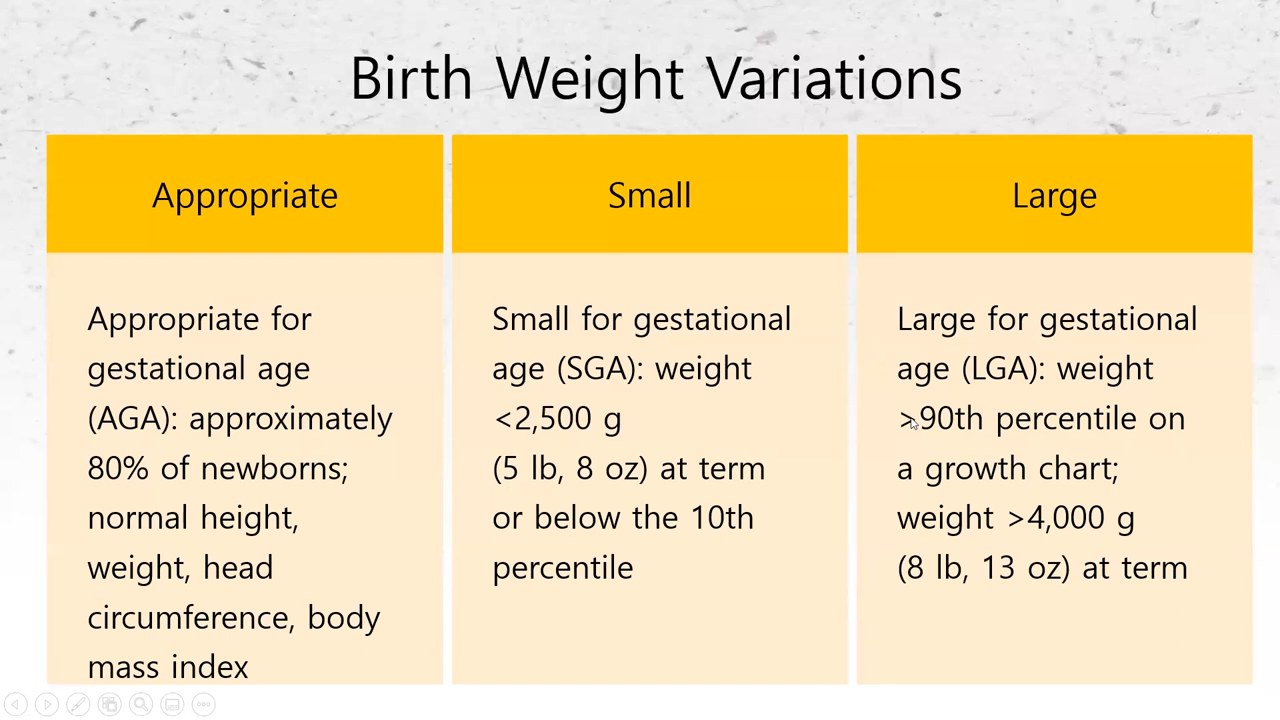 Birth Weight Variations
Appropriate
Appropriate for
gestational age
(AGA): approximately
80% of newborns;
normal height,
weight, head
circumference, body
mass index
Small
Small for gestational
age (SGA): weight
<2,500 g
(5 lb, 8 oz) at term
or below the 10th
percentile
Large
Large for gestational
age (LGA): weight
>90th percentile on
a growth chart;
weight >4,000 g
(8 lb, 13 oz) at term